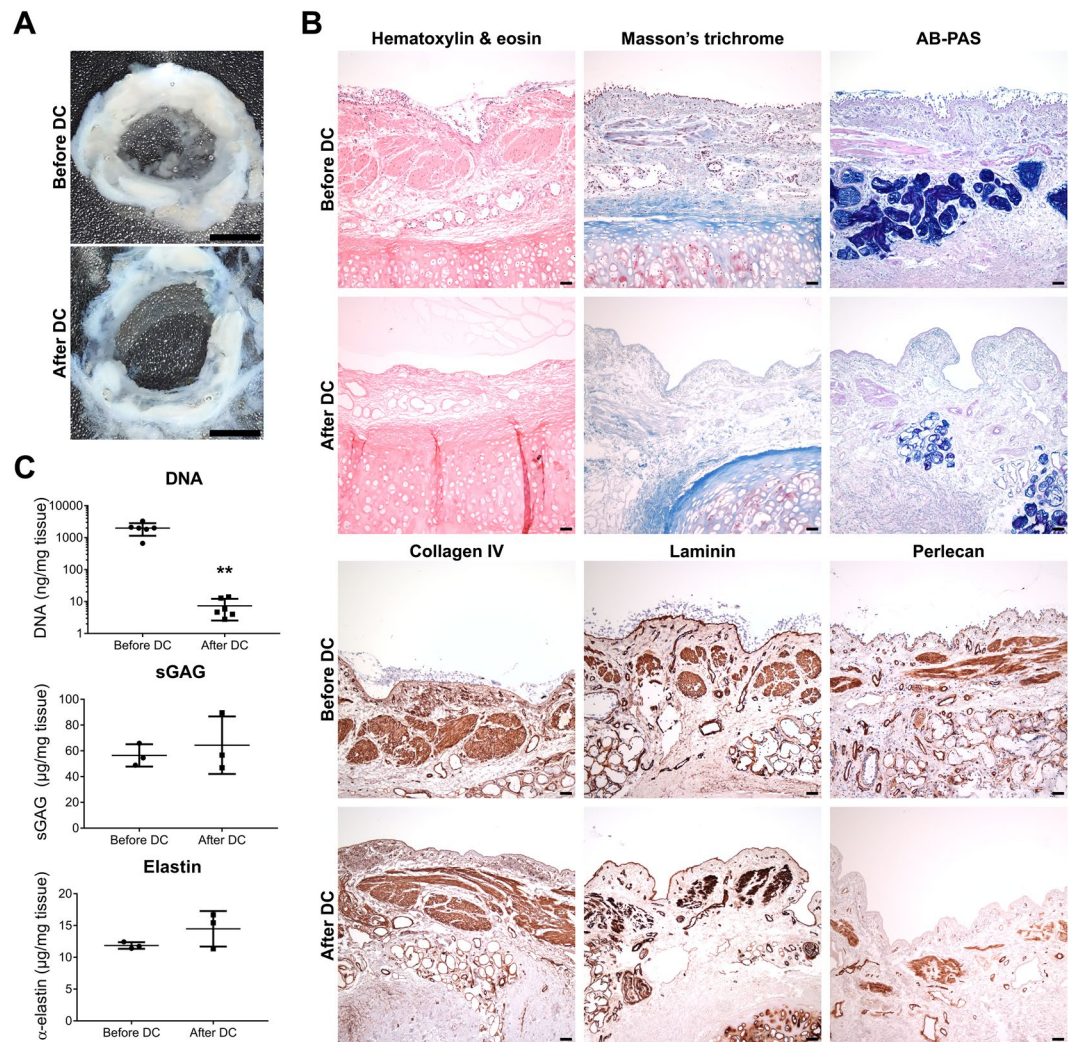 A
Before DC
After DC
B
Hematoxylin & eosin
Masson's trichrome
AB-PAS
Before DC
After DC
Collagen IV
Laminin
Perlecan
Before DC
After DC
C
DNA
DNA (ng/mg tissue)
10000
1000
100
10
1
**
Before DC
After DC
sGAG
sGAG (µg/mg tissue)
100
80
60
40
20
0
Before DC
After DC
Elastin
α-elastin (µg/mg tissue)
20
15
10
5
0
Before DC
After DC